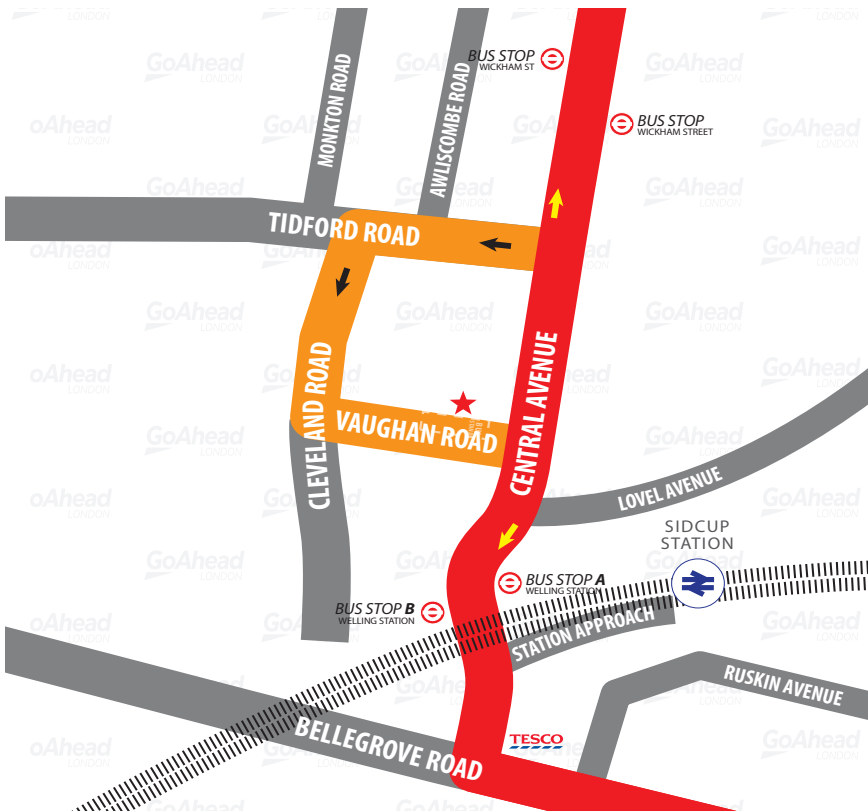 BUS STOP
WICKHAM ST
MONKTON ROAD
AWLISCOMBE ROAD
BUS STOP
WICKHAM STREET
TIDFORD ROAD
CLEVELAND ROAD
VAUGHAN ROAD
CENTRAL AVENUE
LOVEL AVENUE
SIDCUP
STATION
BUS STOP A
WELLING STATION
BUS STOP B
WELLING STATION
STATION APPROACH
RUSKIN AVENUE
BELLEGROVE ROAD
TESCO
GoAhead
LONDON